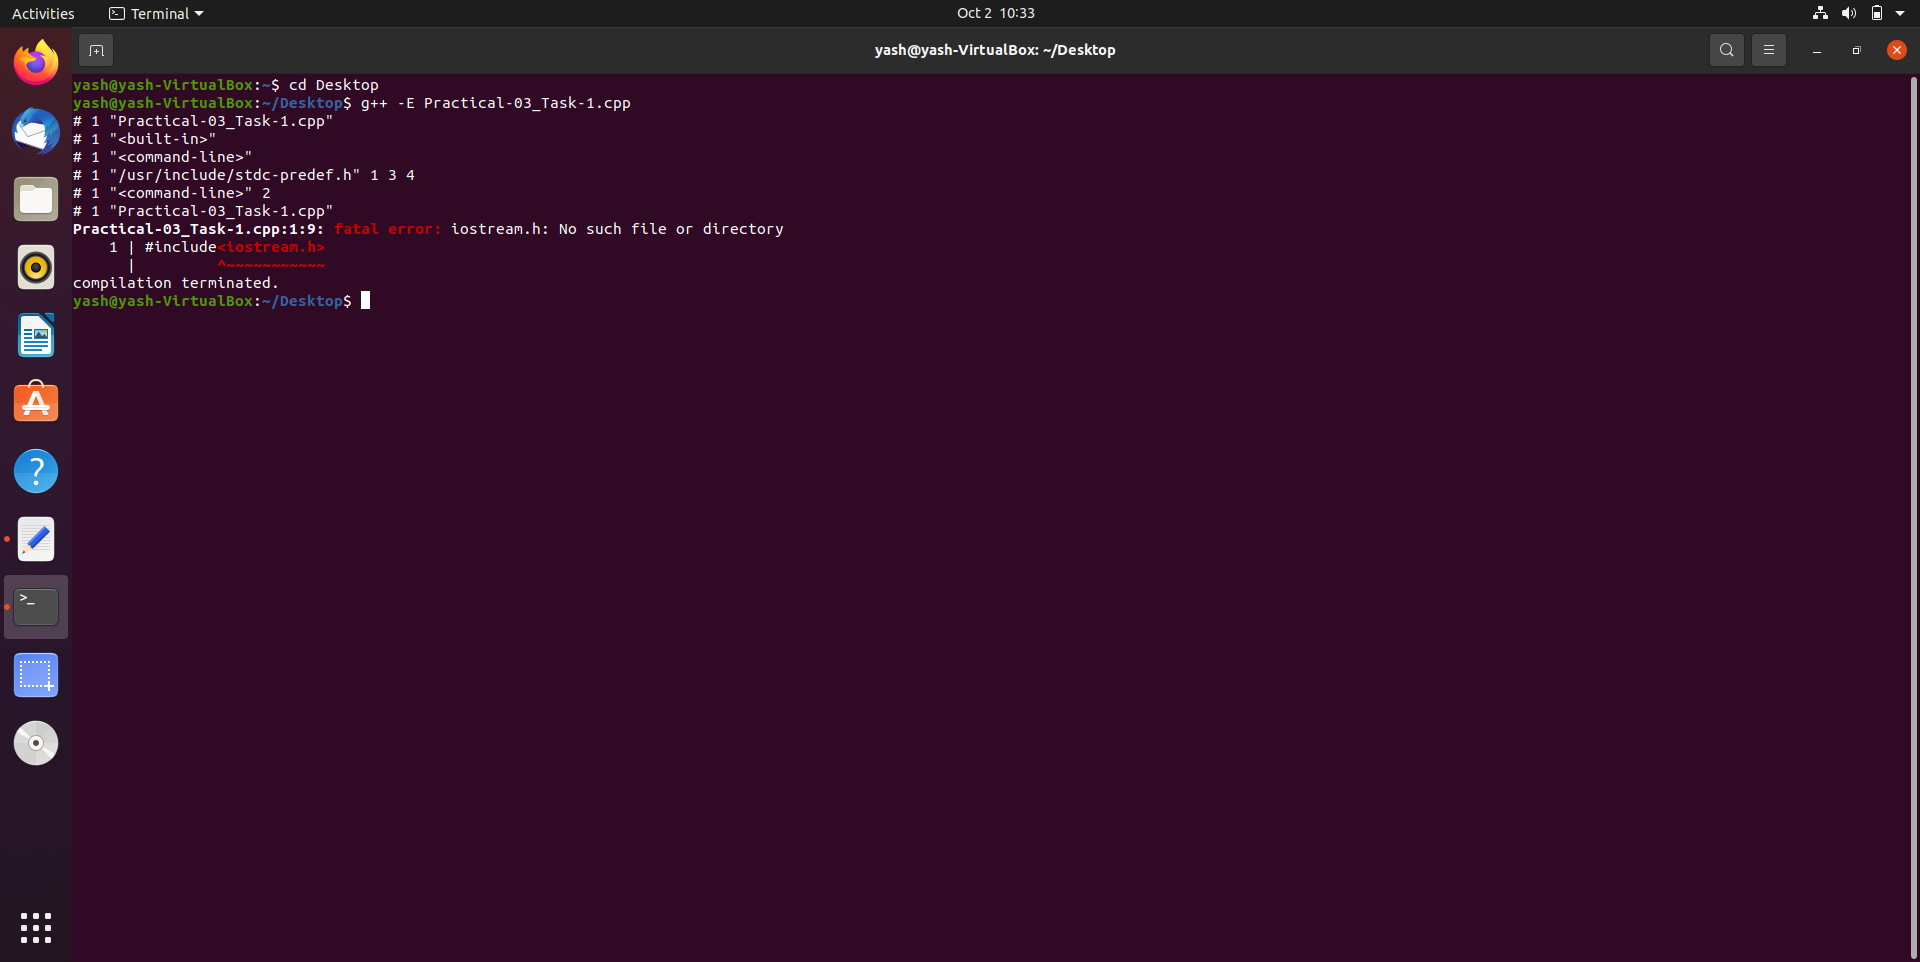 Activities
Terminal
Oct 2 10:33
yash@yash-VirtualBox: ~/Desktop
yash@yash-VirtualBox:~$ cd Desktop
yash@yash-VirtualBox:~/Desktop$ g++ -E Practical-03_Task-1.cpp
# 1 "Practical-03_Task-1.cpp"
# 1 "<built-in>"
# 1 "<command-line>"
# 1 "/usr/include/stdc-predef.h" 1 3 4
# 1 "<command-line>" 2
# 1 "Practical-03_Task-1.cpp"
Practical-03_Task-1.cpp:1:9: fatal error: iostream.h: No such file or directory
    1 | #include<iostream.h>
      |         ^~~~~~~~~~~~
compilation terminated.
yash@yash-VirtualBox:~/Desktop$